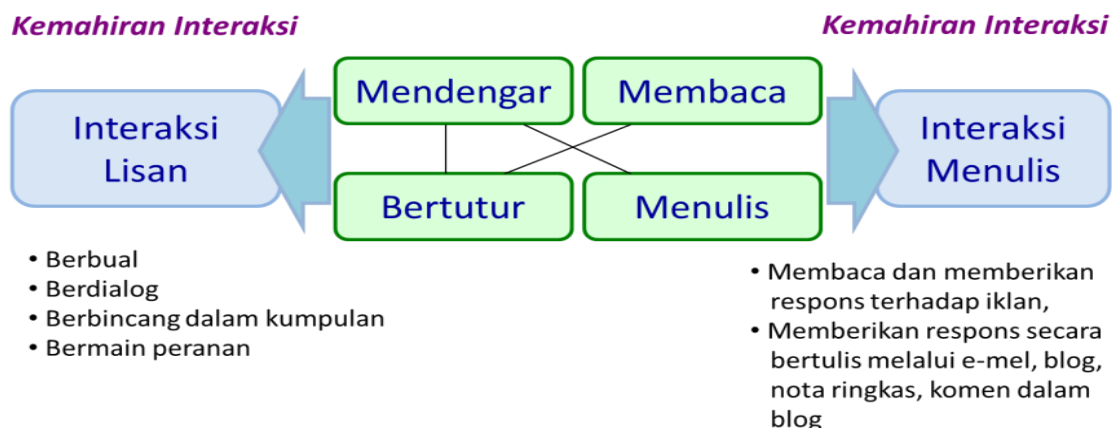 Kemahiran Interaksi
Kemahiran Interaksi
Mendengar
Membaca
Interaksi
Lisan
Interaksi
Menulis
Bertutur
Menulis
• Berbual
• Berdialog
• Berbincang dalam kumpulan
• Bermain peranan
• Membaca dan memberikan
respons terhadap iklan,
• Memberikan respons secara
bertulis melalui e-mel, blog,
nota ringkas, komen dalam
blog